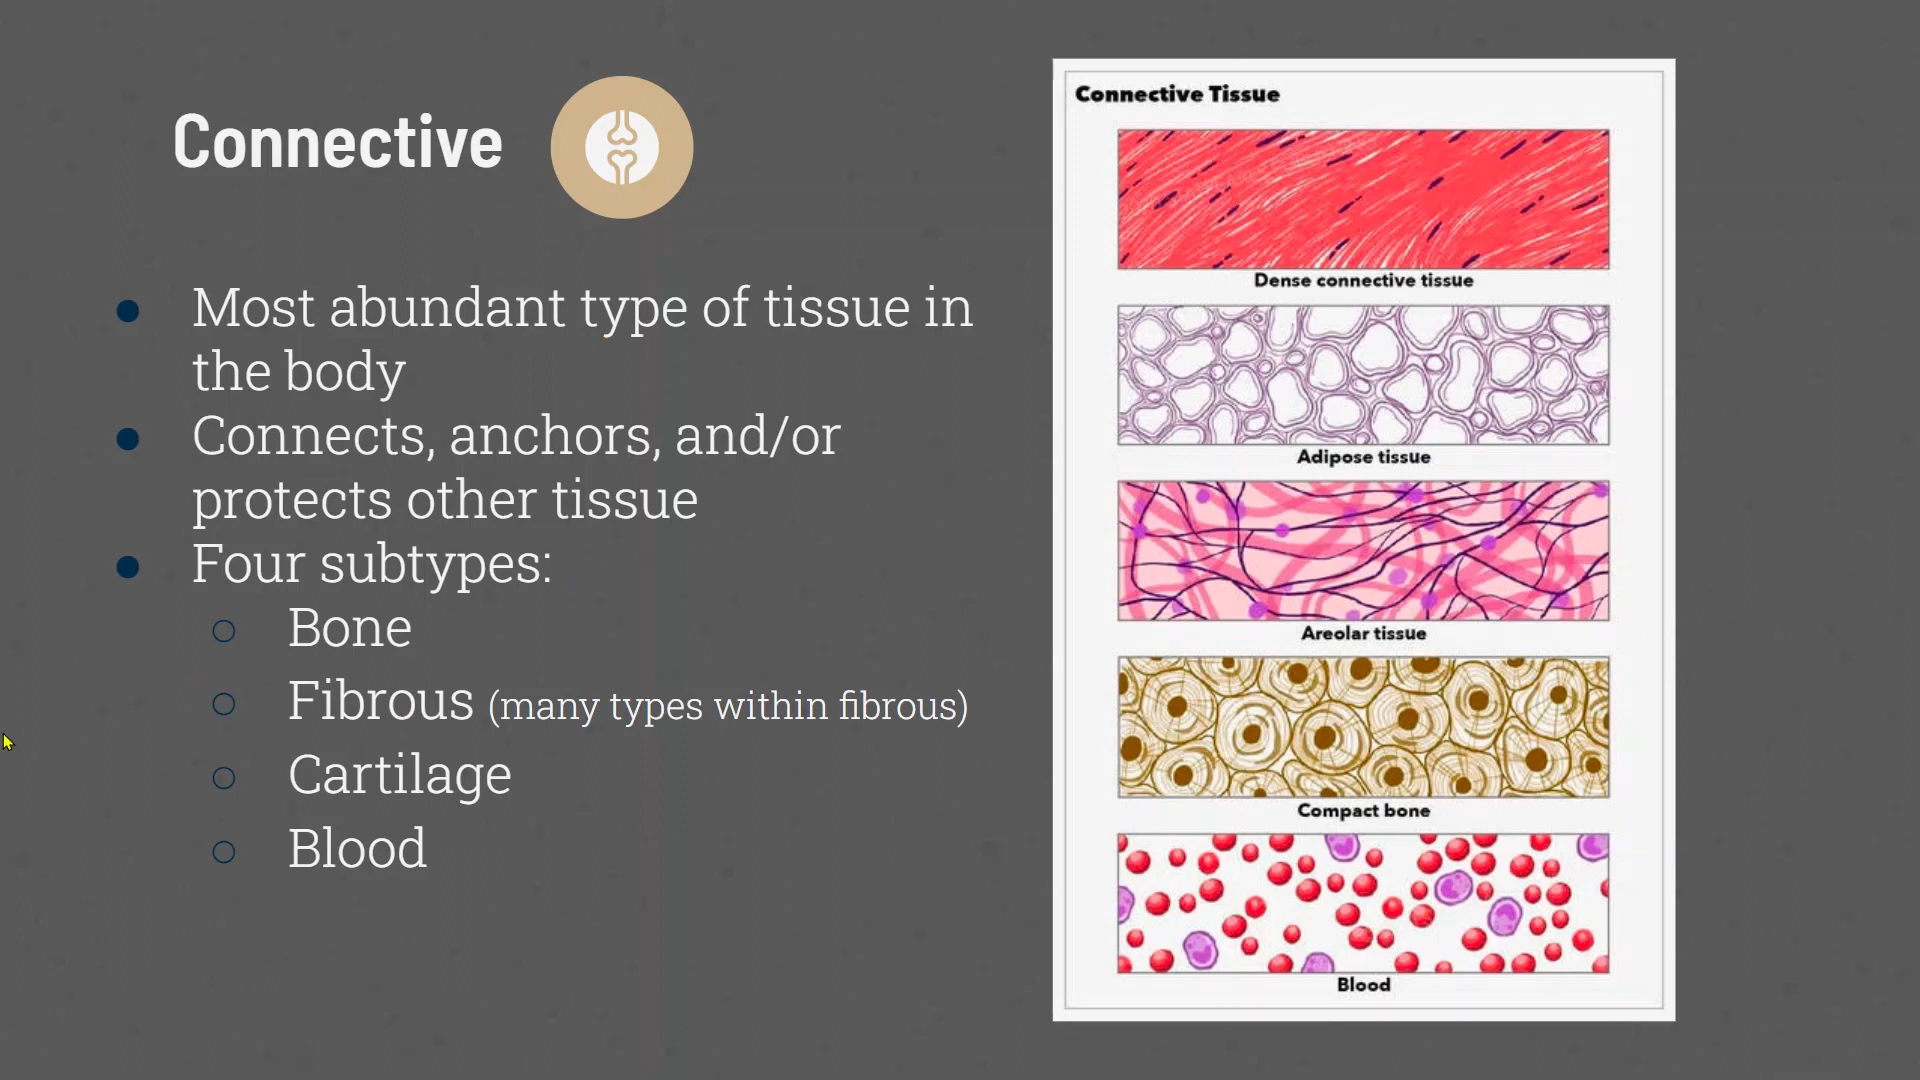 Connective
Most abundant type of tissue in
the body
Connects, anchors, and/or
protects other tissue
Four subtypes:
Bone
Fibrous (many types within fibrous)
Cartilage
Blood
Connective Tissue
Dense connective tissue
Adipose tissue
Areolar tissue
Compact bone
Blood